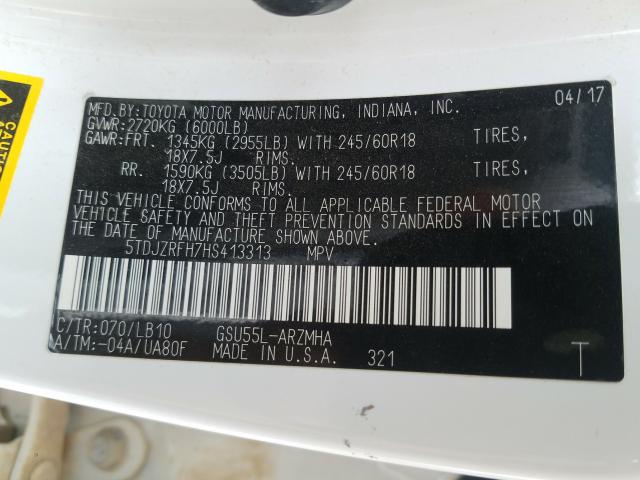 MFD.BY:TOYOTA MOTOR MANUFACTURING, INDIANA, INC. 04/17
GVWR:2720KG (6000LB)
GAWR:FRT. 1345KG (2955LB) WITH 245/60R18 TIRES,
18X7.5J RIMS.
RR. 1590KG (3505LB) WITH 245/60R18 TIRES,
18X7.5J RIMS.
THIS VEHICLE CONFORMS TO ALL APPLICABLE FEDERAL MOTOR
VEHICLE SAFETY AND THEFT PREVENTION STANDARDS IN EFFECT ON
THE DATE OF MANUFACTURE SHOWN ABOVE.
5TDJZRFH7HS413313 MPV
C/TR:070/LB10 GSU55L-ARZMHA
A/TM:-04A/UA80F MADE IN U.S.A. 321 T